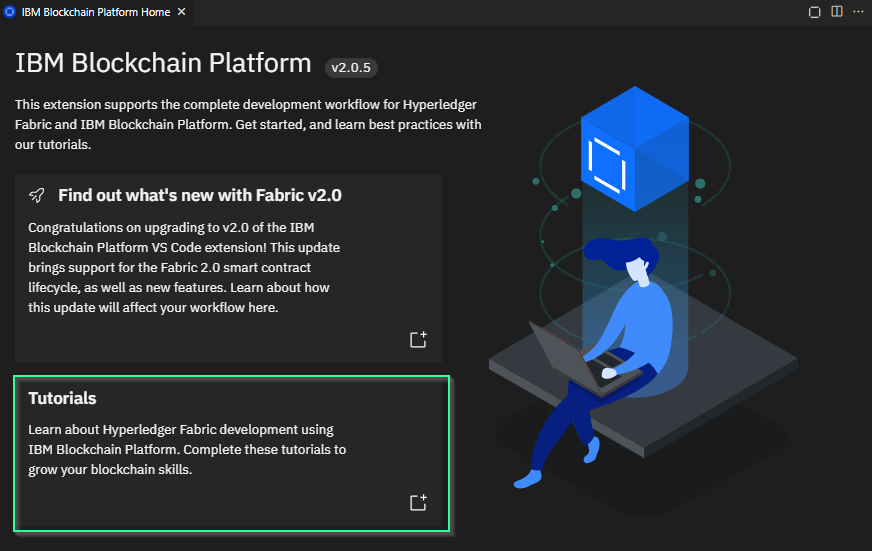 IBM Blockchain Platform Home
IBM Blockchain Platform v2.0.5
This extension supports the complete development workflow for Hyperledger
Fabric and IBM Blockchain Platform. Get started, and learn best practices with
our tutorials.
Find out what's new with Fabric v2.0
Congratulations on upgrading to v2.0 of the IBM
Blockchain Platform VS Code extension! This update
brings support for the Fabric 2.0 smart contract
lifecycle, as well as new features. Learn about how
this update will affect your workflow here.
Tutorials
Learn about Hyperledger Fabric development using
IBM Blockchain Platform. Complete these tutorials to
grow your blockchain skills.